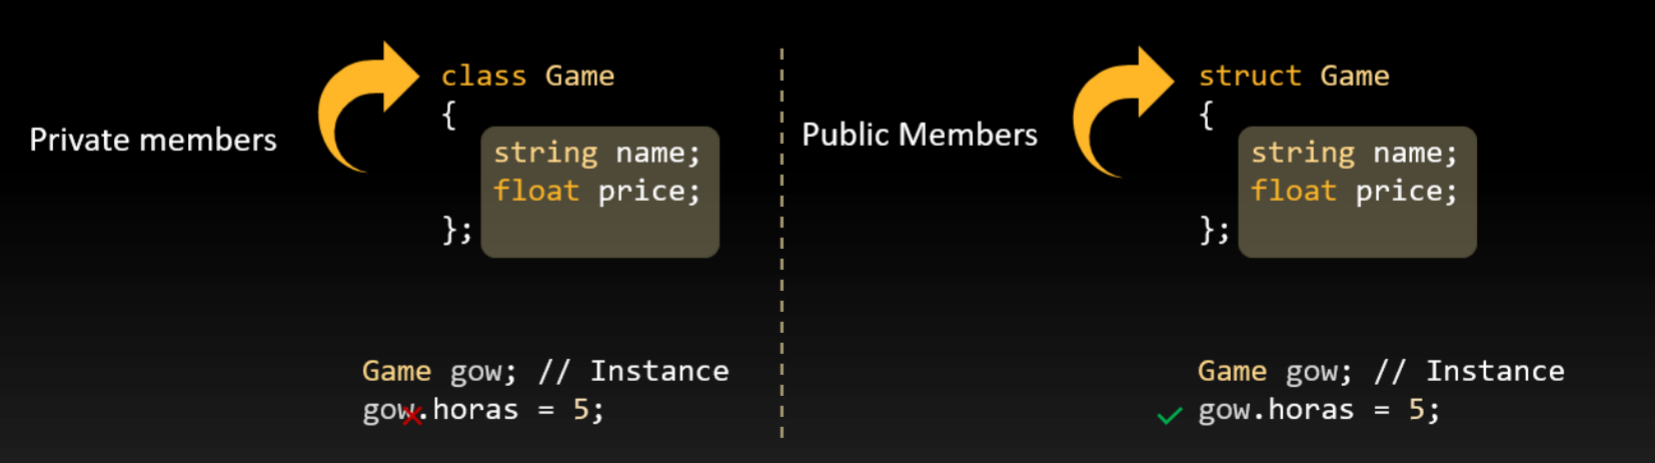 Private members
class Game
{
string name;
float price;
};
Game gow; // Instance
gow.horas = 5;
Public Members
struct Game
{
string name;
float price;
};
Game gow; // Instance
gow.horas = 5;